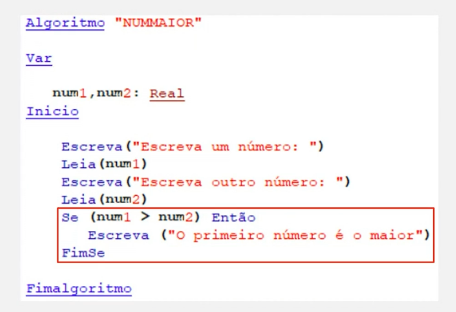 Algoritmo "NUMMAIOR"
Var
num1,num2: Real
Inicio
Escreva("Escreva um número: ")
Leia(num1)
Escreva("Escreva outro número: ")
Leia(num2)
Se (num1 > num2) Então
Escreva ("O primeiro número é o maior")
FimSe
Fimalgoritmo